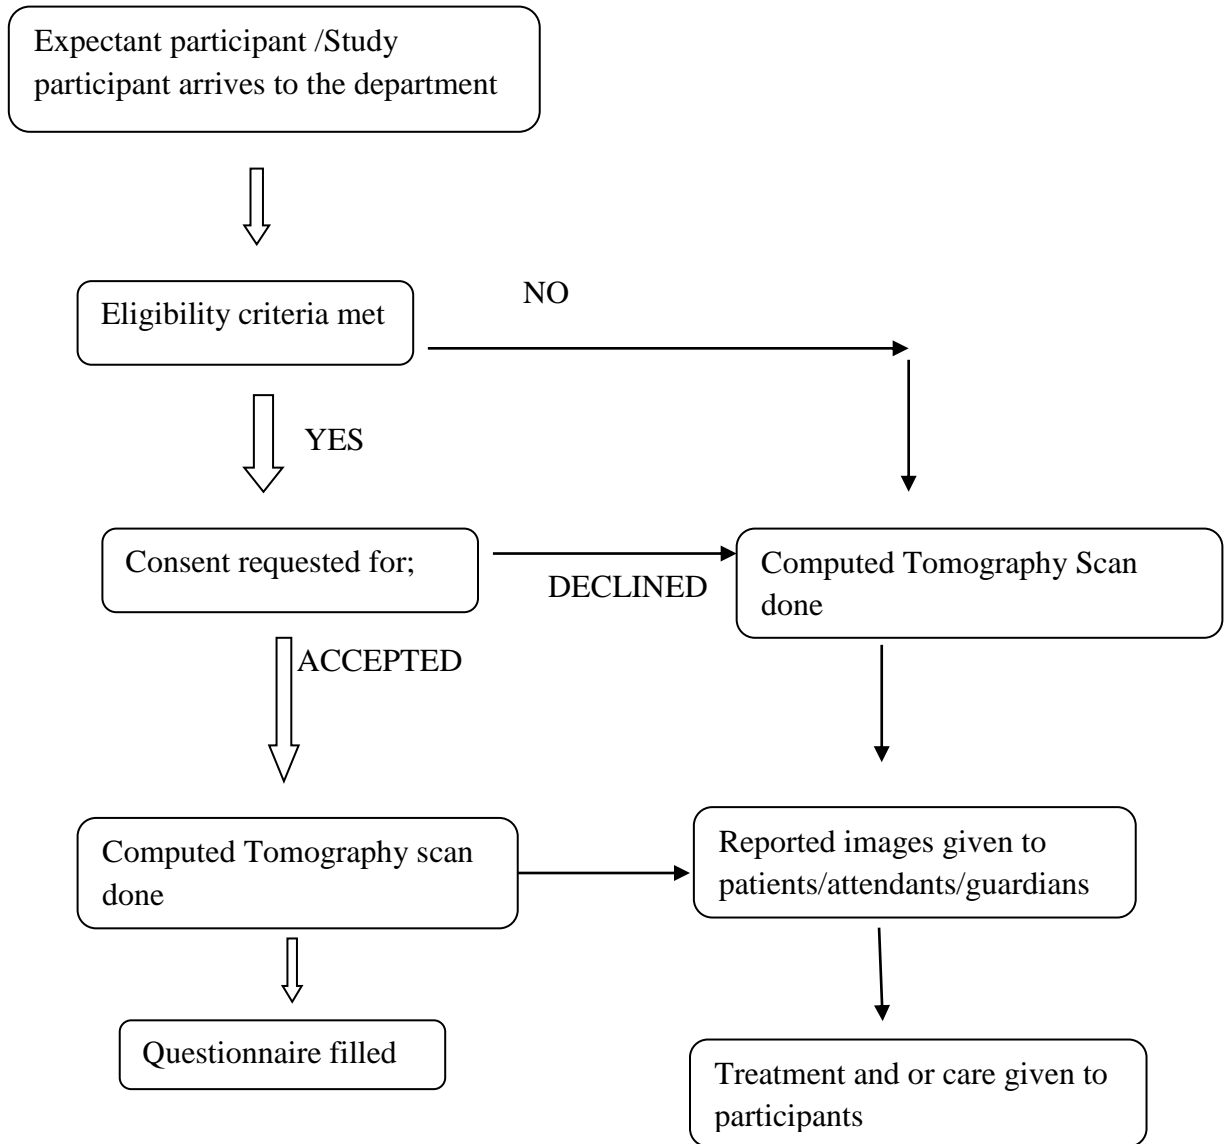 Expectant participant /Study
participant arrives to the department
Eligibility criteria met
NO
YES
Consent requested for;
DECLINED
Computed Tomography Scan
done
ACCEPTED
Computed Tomography scan
done
Reported images given to
patients/attendants/guardians
Questionnaire filled
Treatment and or care given to
participants